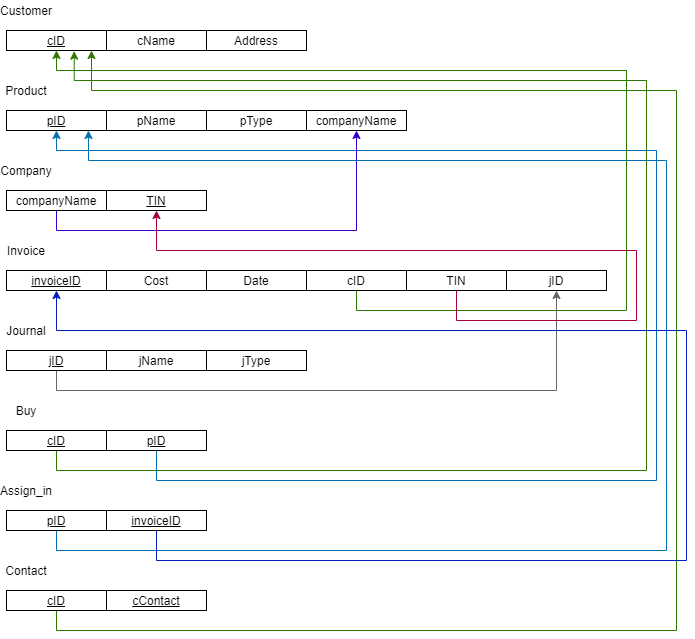 Customer
cID cName Address
Product
pID pName pType companyName
Company
companyName TIN
Invoice
invoiceID Cost Date cID TIN jID
Journal
jID jName jType
Buy
cID pID
Assign_in
pID invoiceID
Contact
cID cContact